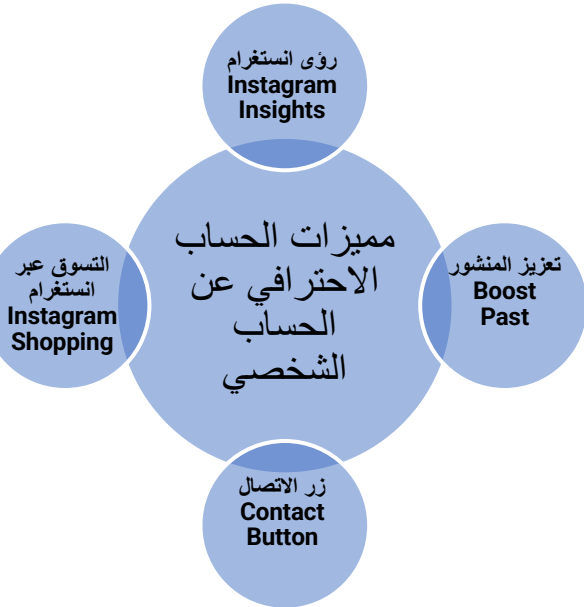 رؤى انستغرام
Instagram
Insights
مميزات الحساب
الاحترافي عن
الحساب
الشخصي
تعزيز المنشور
Boost
Past
زر الاتصال
Contact
Button
التسوق عبر
انستغرام
Instagram
Shopping